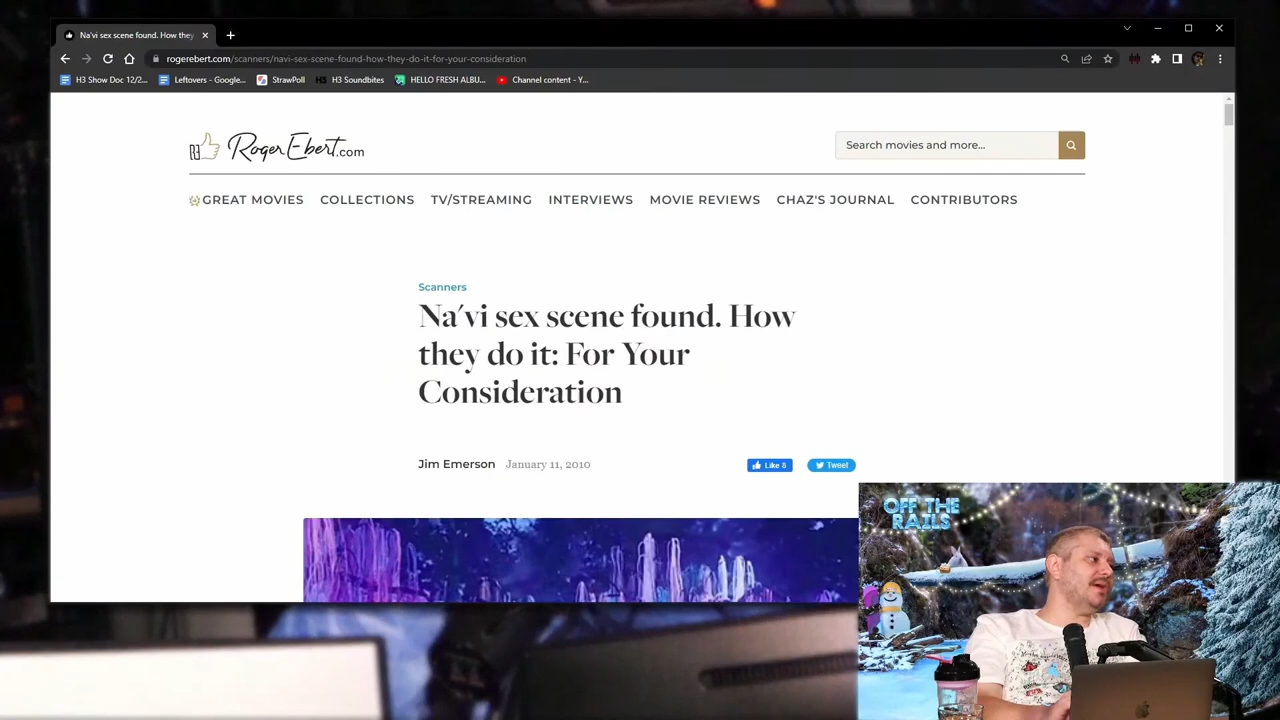 Na'vi sex scene found. How they
rogerebert.com/scanners/navi-sex-scene-found-how-they-do-it-for-your-consideration
H3 Show Doc 12/2... Leftovers - Google... StrawPoll H3 Soundbites HELLO FRESH ALBU... Channel content - Y...
RogerEbert.com
Search movies and more...
GREAT MOVIES COLLECTIONS TV/STREAMING INTERVIEWS MOVIE REVIEWS CHAZ'S JOURNAL CONTRIBUTORS
Scanners
Na'vi sex scene found. How
they do it: For Your
Consideration
Jim Emerson January 11, 2010 Like 8 Tweet
OFF THE
RAILS